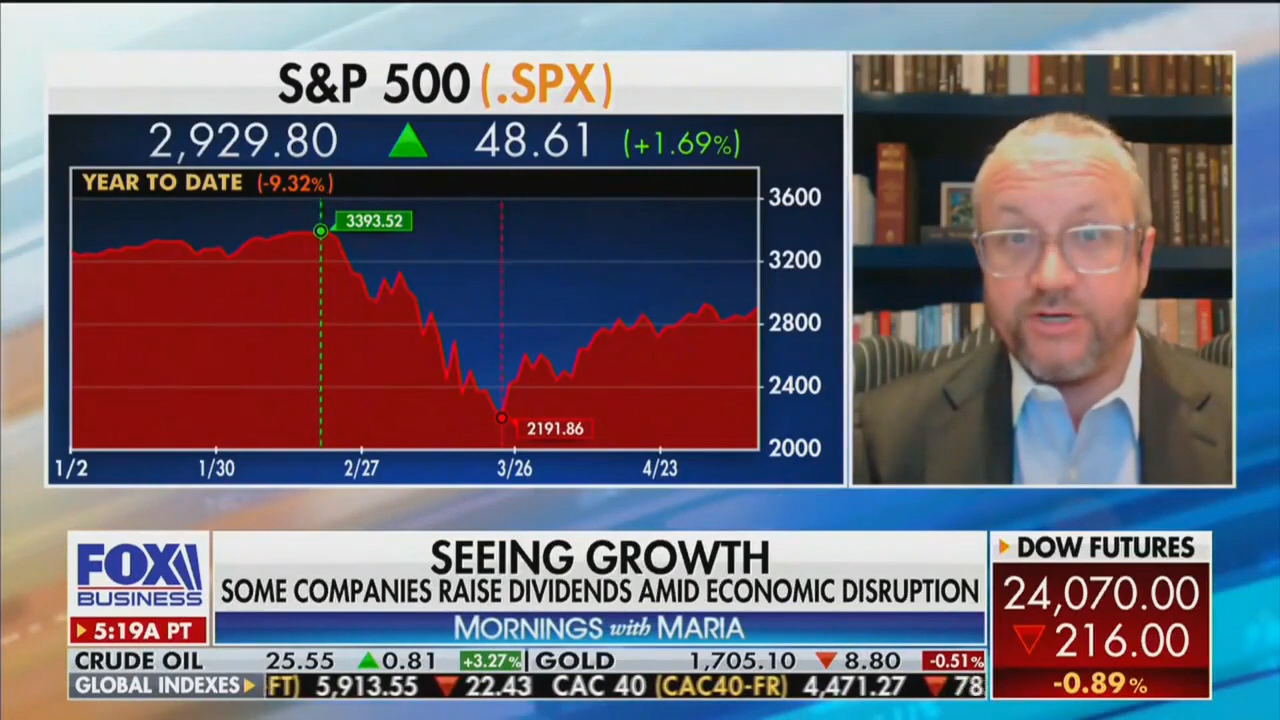 S&P 500 (.SPX)
2,929.80 ▲ 48.61 (+1.69%)
YEAR TO DATE (-9.32%)
3393.52
2191.86
3600
3200
2800
2400
2000
1/2 1/30 2/27 3/26 4/23
FOX
BUSINESS
5:19A PT
SEEING GROWTH
SOME COMPANIES RAISE DIVIDENDS AMID ECONOMIC DISRUPTION
MORNINGS with MARIA
DOW FUTURES
24,070.00
▼ 216.00
-0.89%
CRUDE OIL 25.55 ▲ 0.81 +3.27% GOLD 1,705.10 ▼ 8.80 -0.51%
GLOBAL INDEXES FT) 5,913.55 ▼ 22.43 CAC 40 (CAC40-FR) 4,471.27 ▼ 78